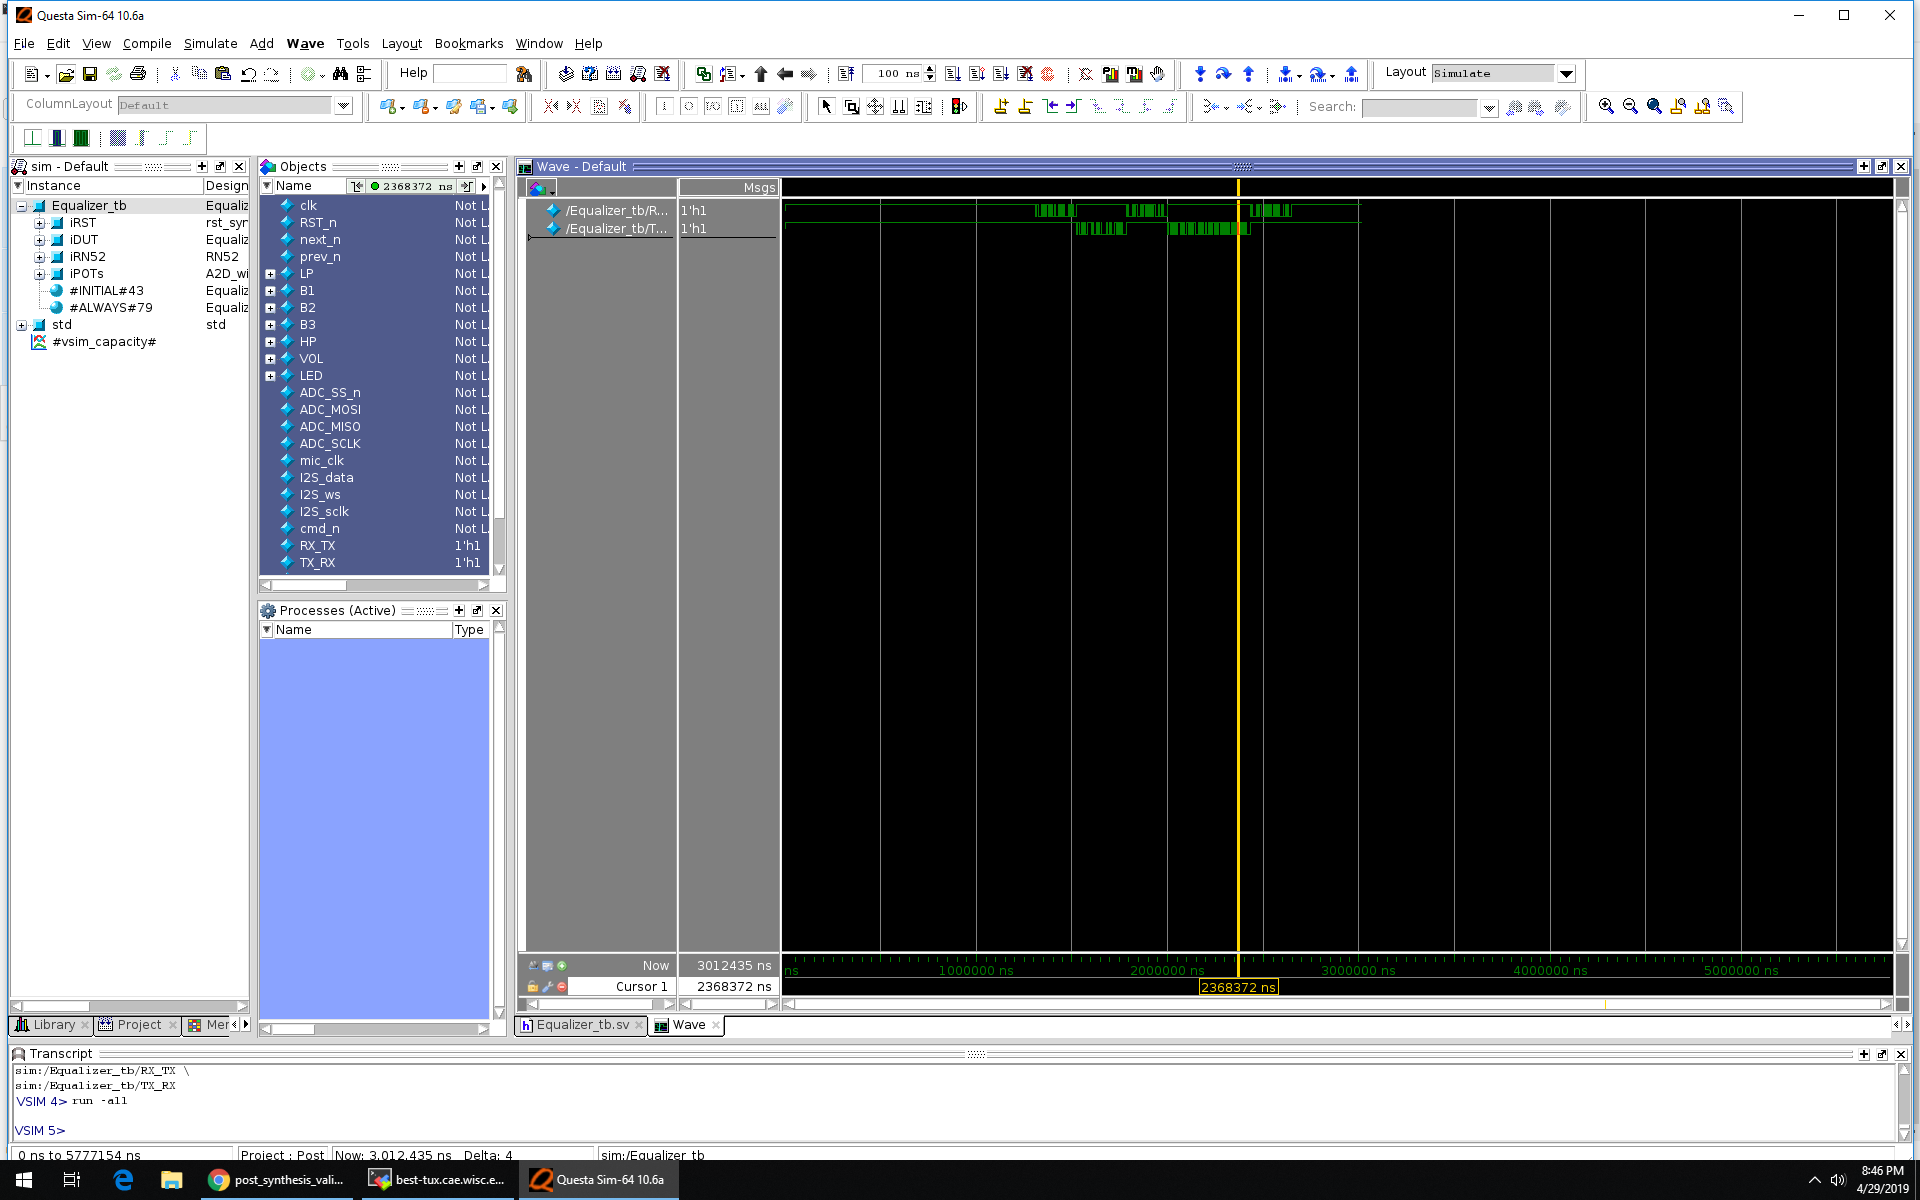 Questa Sim-64 10.6a
File Edit View Compile Simulate Add Wave Tools Layout Bookmarks Window Help
Help 100 ns Layout Simulate
ColumnLayout Default Search:
sim - Default
Instance Design
Equalizer_tb Equaliz
iRST rst_syr
iDUT Equaliz
iRN52 RN52
iPOTs A2D_wi
#INITIAL#43 Equaliz
#ALWAYS#79 Equaliz
std std
#vsim_capacity#
Library Project Mer
Objects
Name 2368372 ns
clk Not L
RST_n Not L
next_n Not L
prev_n Not L
LP Not L
B1 Not L
B2 Not L
B3 Not L
HP Not L
VOL Not L
LED Not L
ADC_SS_n Not L
ADC_MOSI Not L
ADC_MISO Not L
ADC_SCLK Not L
mic_clk Not L
I2S_data Not L
I2S_ws Not L
I2S_sclk Not L
cmd_n Not L
RX_TX 1'h1
TX_RX 1'h1
Processes (Active)
Name Type
Wave - Default
Msgs
/Equalizer_tb/R... 1'h1
/Equalizer_tb/T... 1'h1
Now 3012435 ns ns 1000000 ns 2000000 ns 3000000 ns 4000000 ns 5000000 ns
Cursor 1 2368372 ns 2368372 ns
Equalizer_tb.sv Wave
Transcript
sim:/Equalizer_tb/RX_TX \
sim:/Equalizer_tb/TX_RX
VSIM 4> run -all
VSIM 5>
0 ns to 5777154 ns Project : Post Now: 3,012,435 ns Delta: 4 sim:/Equalizer_tb
post_synthesis_vali... best-tux.cae.wisc.e... Questa Sim-64 10.6a
8:46 PM
4/29/2019